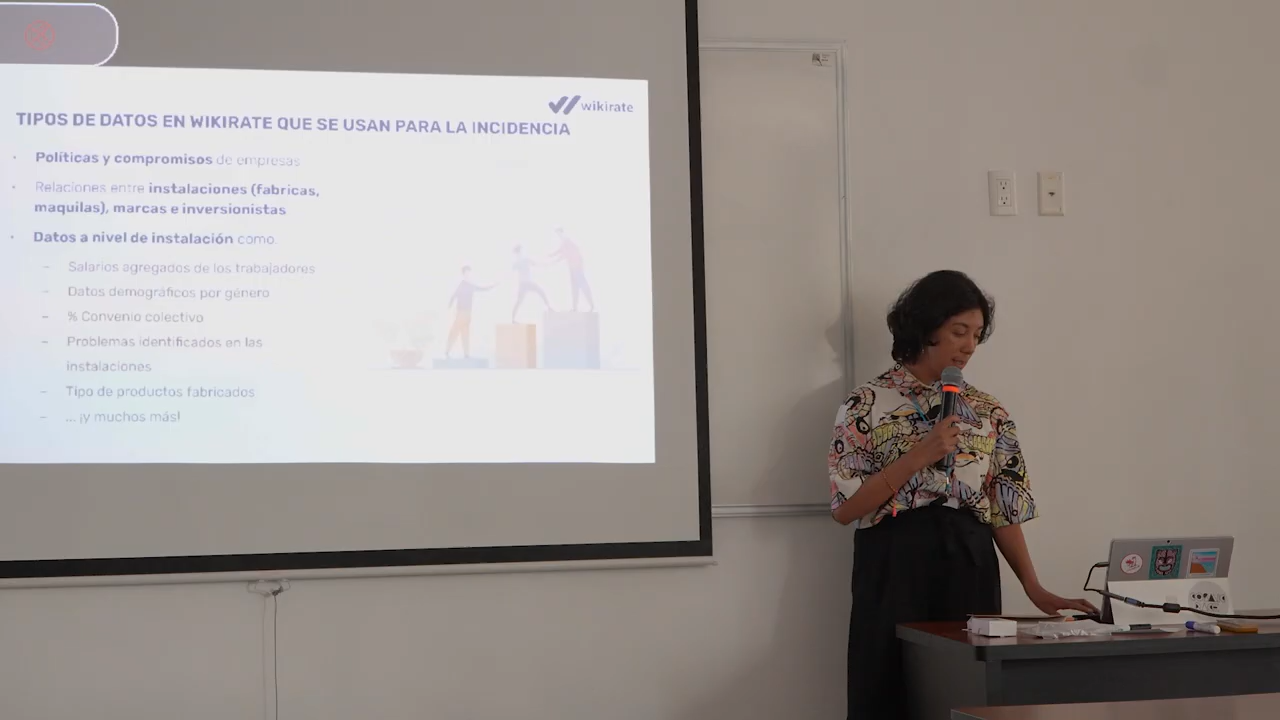 wikirate
TIPOS DE DATOS EN WIKIRATE QUE SE USAN PARA LA INCIDENCIA
• Políticas y compromisos de empresas
• Relaciones entre instalaciones (fabricas,
maquilas), marcas e inversionistas
• Datos a nivel de instalación como:
– Salarios agregados de los trabajadores
– Datos demográficos por género
– % Convenio colectivo
– Problemas identificados en las
instalaciones
– Tipo de productos fabricados
– ... ¡y muchos más!